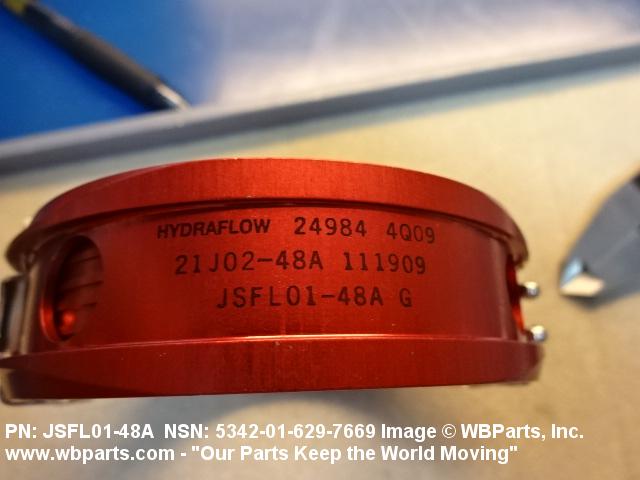 HYDRAFLOW 24984 4Q09
21J02-48A 111909
JSFL01-48A G
PN: JSFL01-48A NSN: 5342-01-629-7669 Image © WBParts, Inc.
www.wbparts.com - "Our Parts Keep the World Moving"